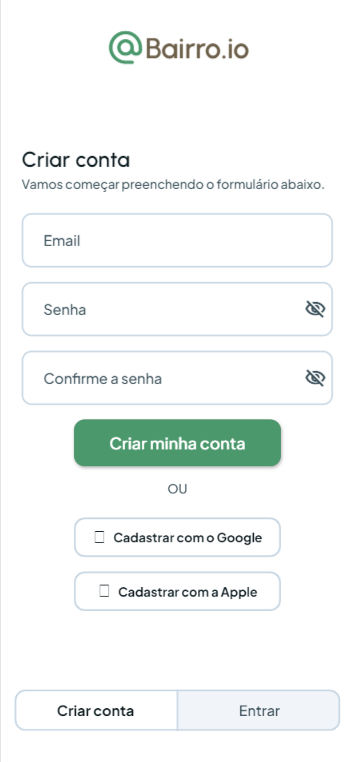 @Bairro.io
Criar conta
Vamos começar preenchendo o formulário abaixo.
Email
Senha
Confirme a senha
Criar minha conta
OU
Cadastrar com o Google
Cadastrar com a Apple
Criar conta
Entrar